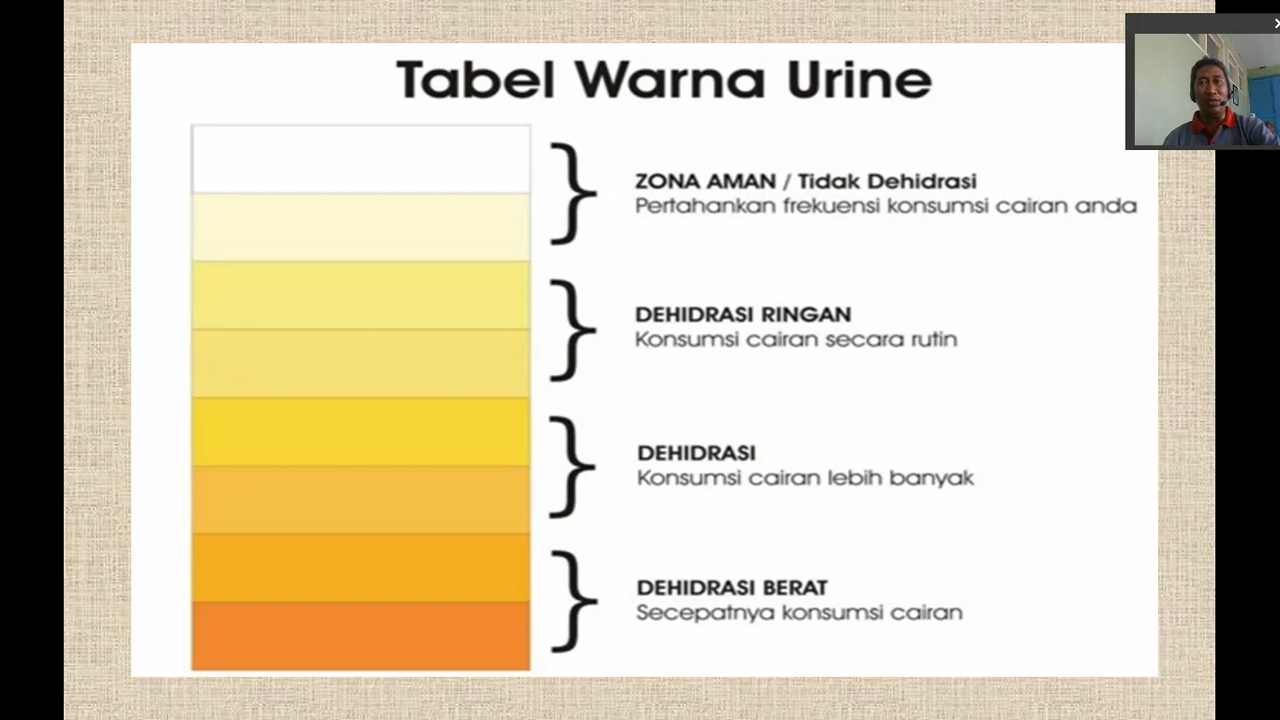 Tabel Warna Urine
ZONA AMAN / Tidak Dehidrasi
Pertahankan frekuensi konsumsi cairan anda
DEHIDRASI RINGAN
Konsumsi cairan secara rutin
DEHIDRASI
Konsumsi cairan lebih banyak
DEHIDRASI BERAT
Secepatnya konsumsi cairan